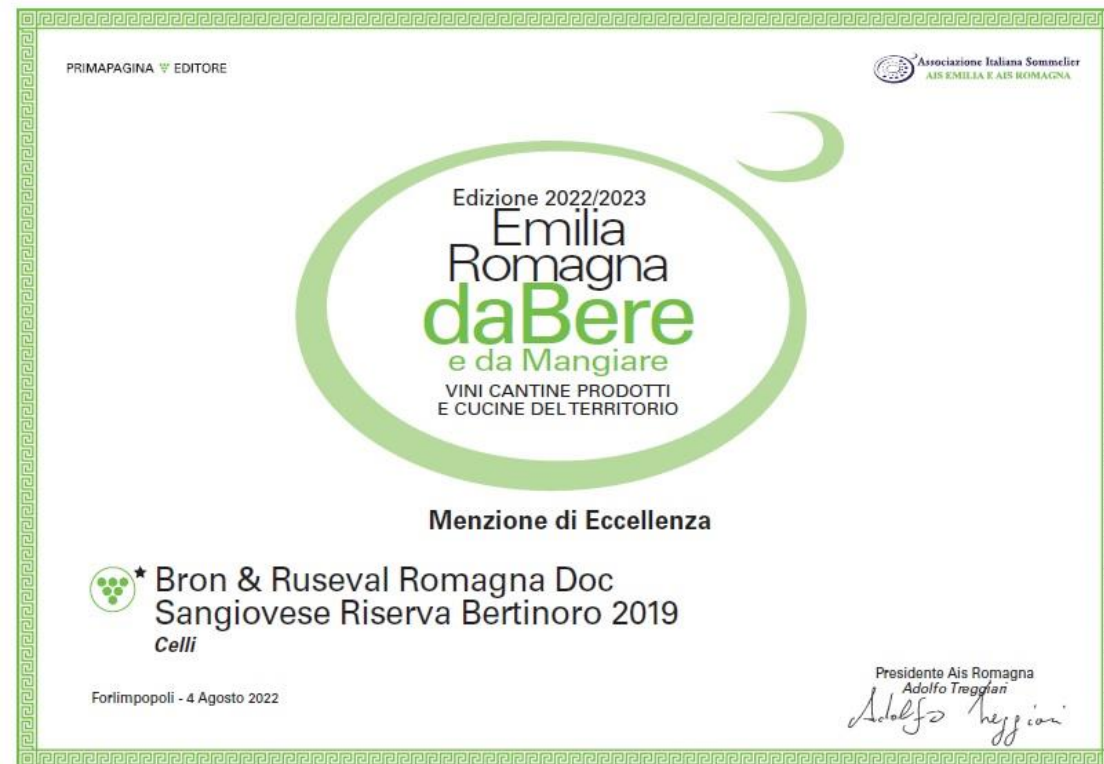 PRIMAPAGINA EDITORE
Associazione Italiana Sommelier
AIS EMILIA E AIS ROMAGNA
Edizione 2022/2023
Emilia
Romagna
daBere
e da Mangiare
VINI CANTINE PRODOTTI
E CUCINE DEL TERRITORIO
Menzione di Eccellenza
Bron & Ruseval Romagna Doc
Sangiovese Riserva Bertinoro 2019
Celli
Forlimpopoli - 4 Agosto 2022
Presidente Ais Romagna
Adolfo Treggiari
Adolfo Treggiari